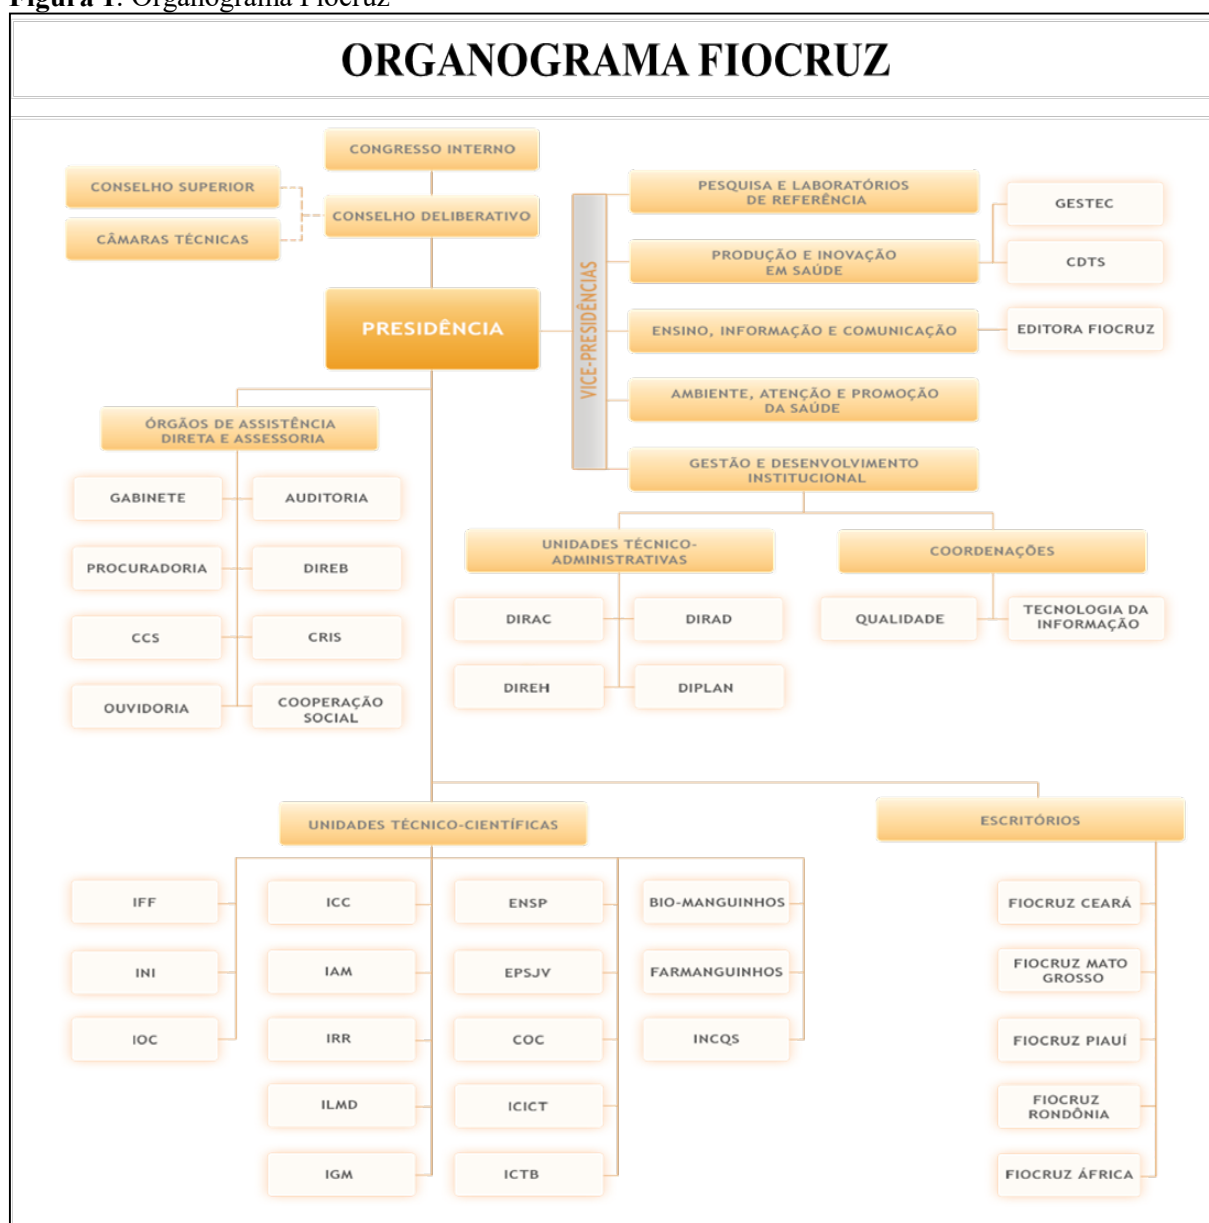 Figura 1. Organograma Fiocruz
ORGANOGRAMA FIOCRUZ
CONGRESSO INTERNO
CONSELHO SUPERIOR
CÂMARAS TÉCNICAS
CONSELHO DELIBERATIVO
PRESIDÊNCIA
VICE-PRESIDÊNCIAS
PESQUISA E LABORATÓRIOS
DE REFERÊNCIA
PRODUÇÃO E INOVAÇÃO
EM SAÚDE
GESTEC
CDTS
ENSINO, INFORMAÇÃO E COMUNICAÇÃO
EDITORA FIOCRUZ
AMBIENTE, ATENÇÃO E PROMOÇÃO
DA SAÚDE
GESTÃO E DESENVOLVIMENTO
INSTITUCIONAL
ÓRGÃOS DE ASSISTÊNCIA
DIRETA E ASSESSORIA
GABINETE
AUDITORIA
PROCURADORIA
DIREB
CCS
CRIS
OUVIDORIA
COOPERAÇÃO
SOCIAL
UNIDADES TÉCNICO-
ADMINISTRATIVAS
DIRAC
DIRAD
DIREH
DIPLAN
COORDENAÇÕES
QUALIDADE
TECNOLOGIA DA
INFORMAÇÃO
UNIDADES TÉCNICO-CIENTÍFICAS
IFF
INI
IOC
ICC
IAM
IRR
ILMD
IGM
ENSP
EPSJV
COC
ICICT
ICTB
BIO-MANGUINHOS
FARMANGUINHOS
INCQS
ESCRITÓRIOS
FIOCRUZ CEARÁ
FIOCRUZ MATO
GROSSO
FIOCRUZ PIAUÍ
FIOCRUZ
RONDÔNIA
FIOCRUZ ÁFRICA